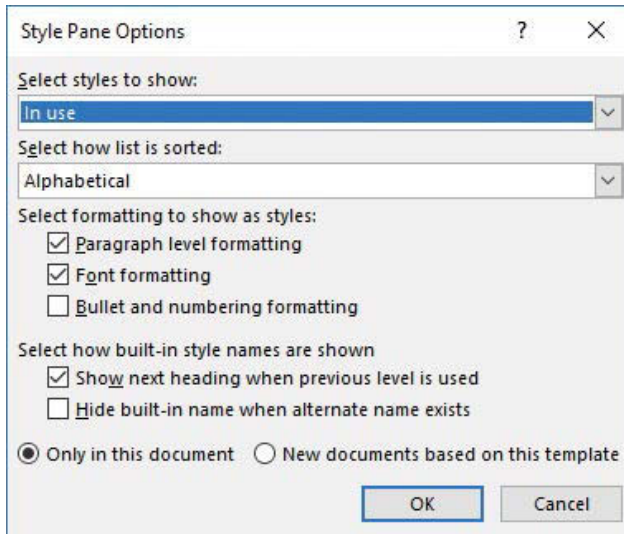 Style Pane Options ?
Select styles to show:
In use
Select how list is sorted:
Alphabetical
Select formatting to show as styles:
Paragraph level formatting
Font formatting
Bullet and numbering formatting
Select how built-in style names are shown
Show next heading when previous level is used
Hide built-in name when alternate name exists
Only in this document New documents based on this template
OK Cancel